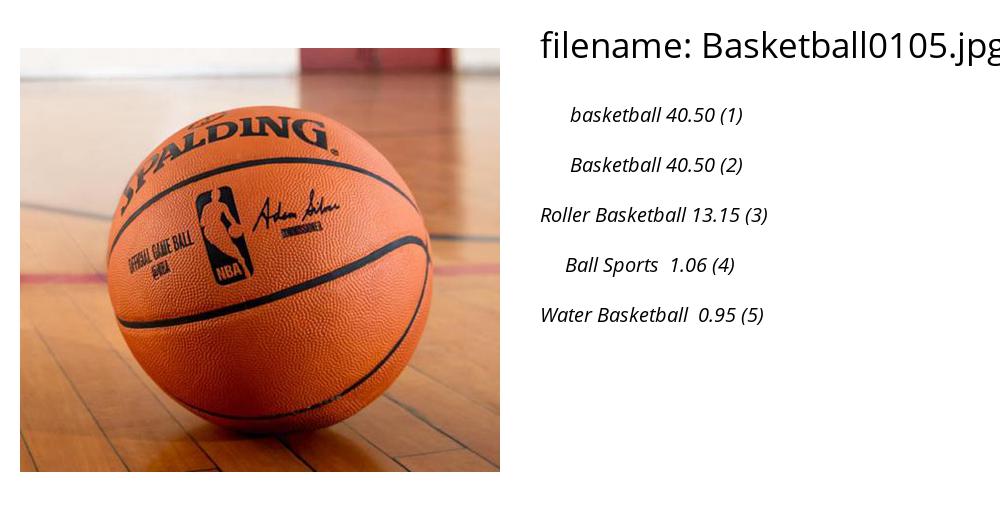 SPALDING
Adam Silver
COMMISSIONER
OFFICIAL GAME BALL
@NBA
NBA
filename: Basketball0105.jpg
basketball 40.50 (1)
Basketball 40.50 (2)
Roller Basketball 13.15 (3)
Ball Sports  1.06 (4)
Water Basketball  0.95 (5)